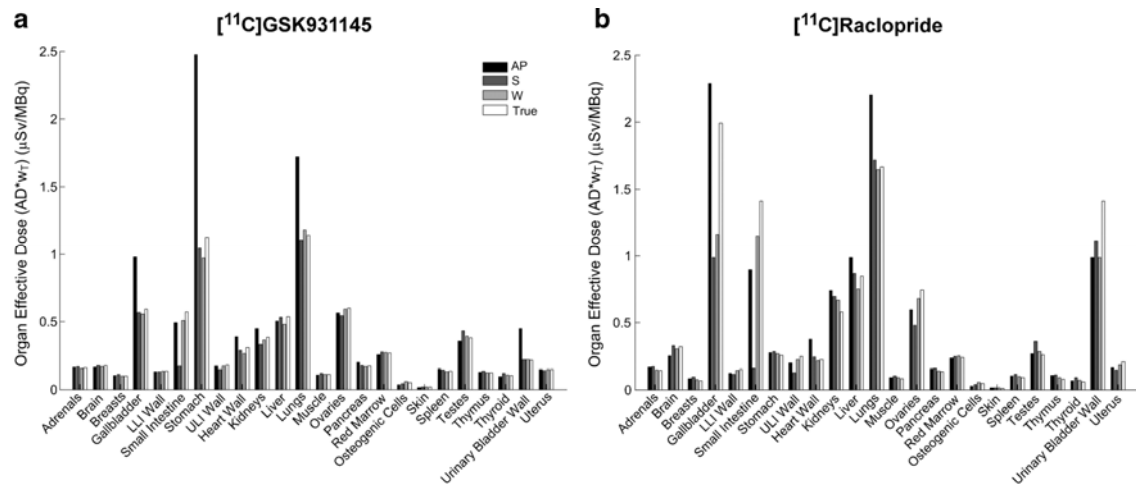 a
[¹¹C]GSK931145
Organ Effective Dose (AD*wT) (µSv/MBq)
2.5
2
1.5
1
0.5
0
AP
S
W
True
Adrenals
Brain
Breasts
Gallbladder
LLI Wall
Small Intestine
Stomach
ULI Wall
Heart Wall
Kidneys
Liver
Lungs
Muscle
Ovaries
Pancreas
Red Marrow
Osteogenic Cells
Skin
Spleen
Testes
Thymus
Thyroid
Urinary Bladder Wall
Uterus
b
[¹¹C]Raclopride
Organ Effective Dose (AD*wT) (µSv/MBq)
2.5
2
1.5
1
0.5
0
Adrenals
Brain
Breasts
Gallbladder
LLI Wall
Small Intestine
Stomach
ULI Wall
Heart Wall
Kidneys
Liver
Lungs
Muscle
Ovaries
Pancreas
Red Marrow
Osteogenic Cells
Skin
Spleen
Testes
Thymus
Thyroid
Urinary Bladder Wall
Uterus